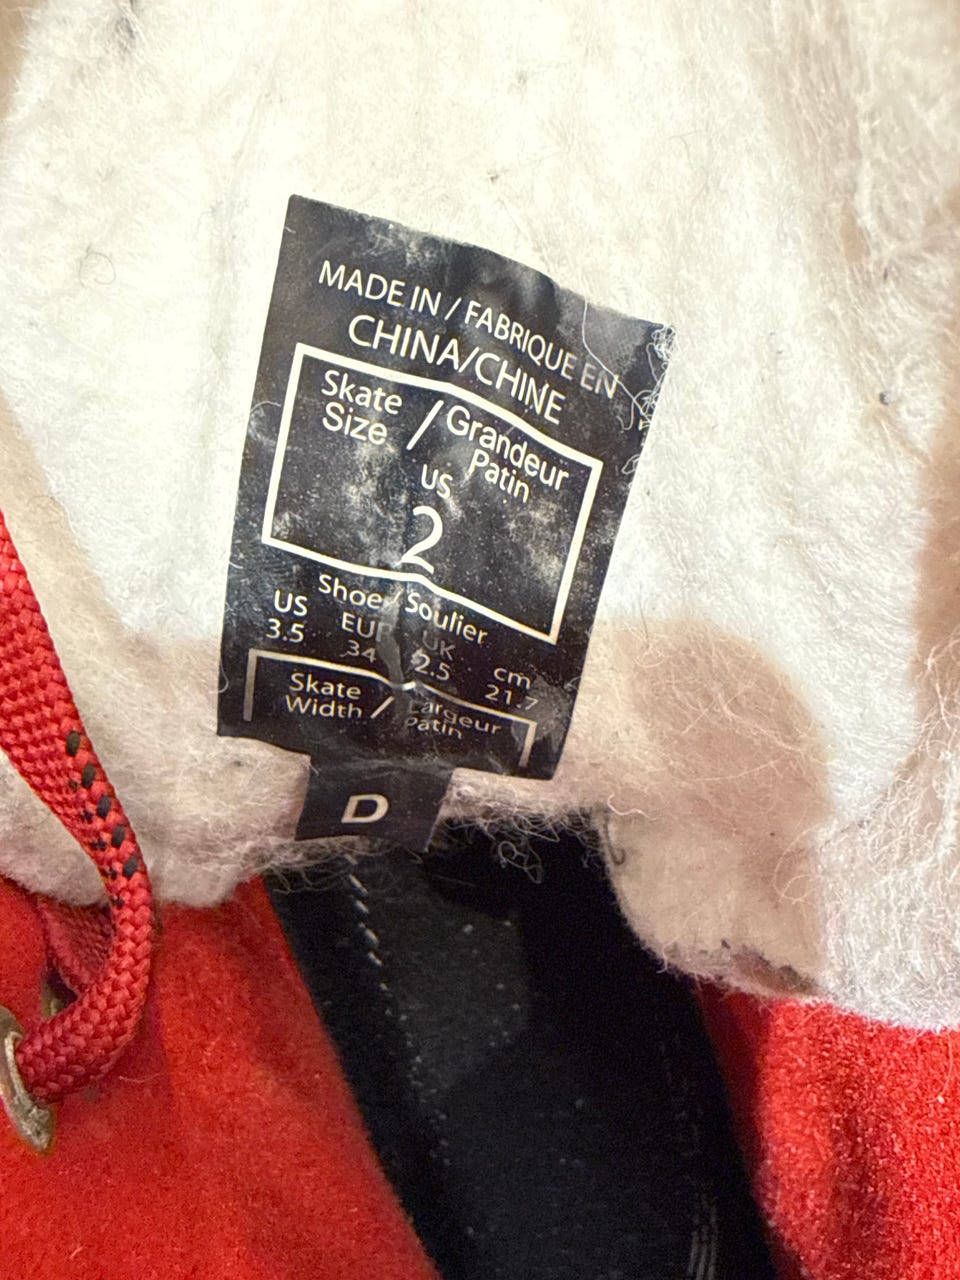 MADE IN / FABRIQUE EN
CHINA/CHINE
Skate Size / Grandeur Patin
US
2
Shoe / Soulier
US EUR UK cm
3.5 34 2.5 21.7
Skate Width / Largeur Patin
D